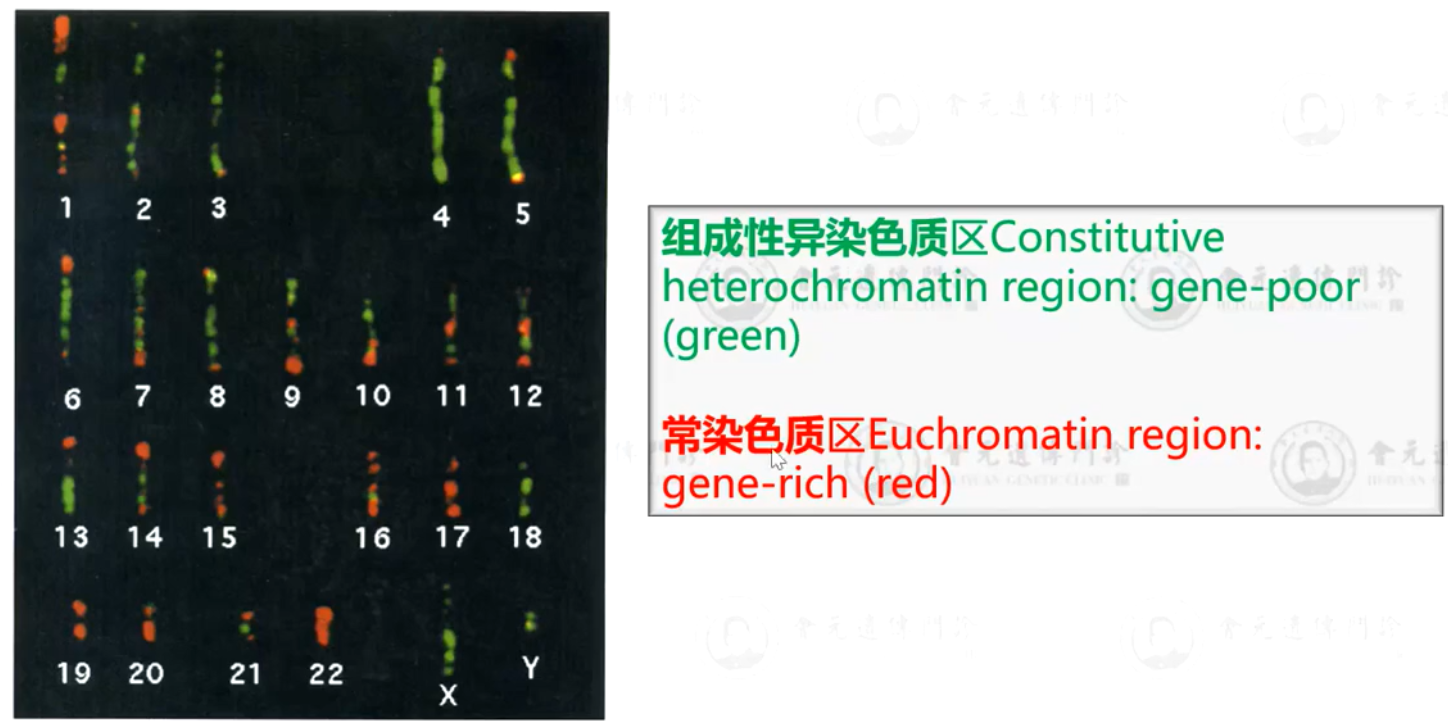 1 2 3 4 5
6 7 8 9 10 11 12
13 14 15 16 17 18
19 20 21 22 X Y
组成性异染色质区Constitutive
heterochromatin region: gene-poor
(green)
常染色质区Euchromatin region:
gene-rich (red)